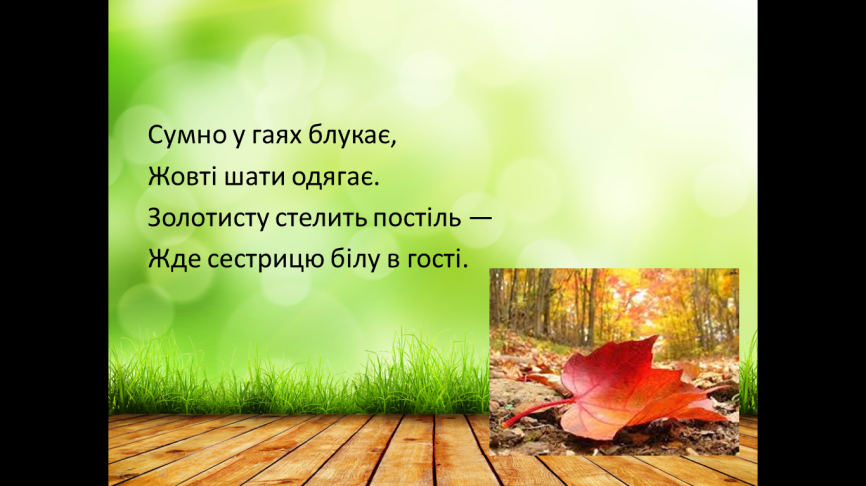 Сумно у гаях блукає,
Жовті шати одягає.
Золотисту стелить постіль —
Жде сестрицю білу в гості.